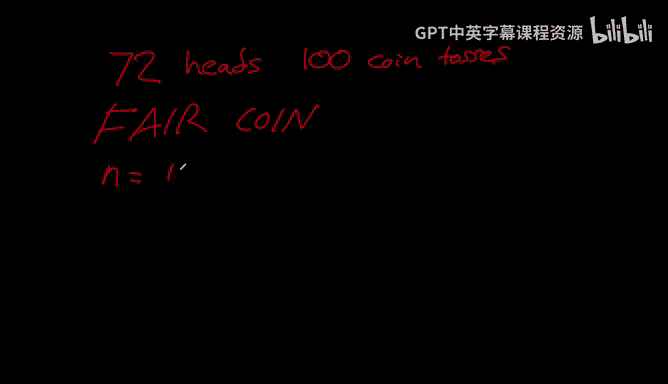 GPT中英字幕课程资源 bilibili
72 heads 100 coin tosses
FAIR COIN
n = 1